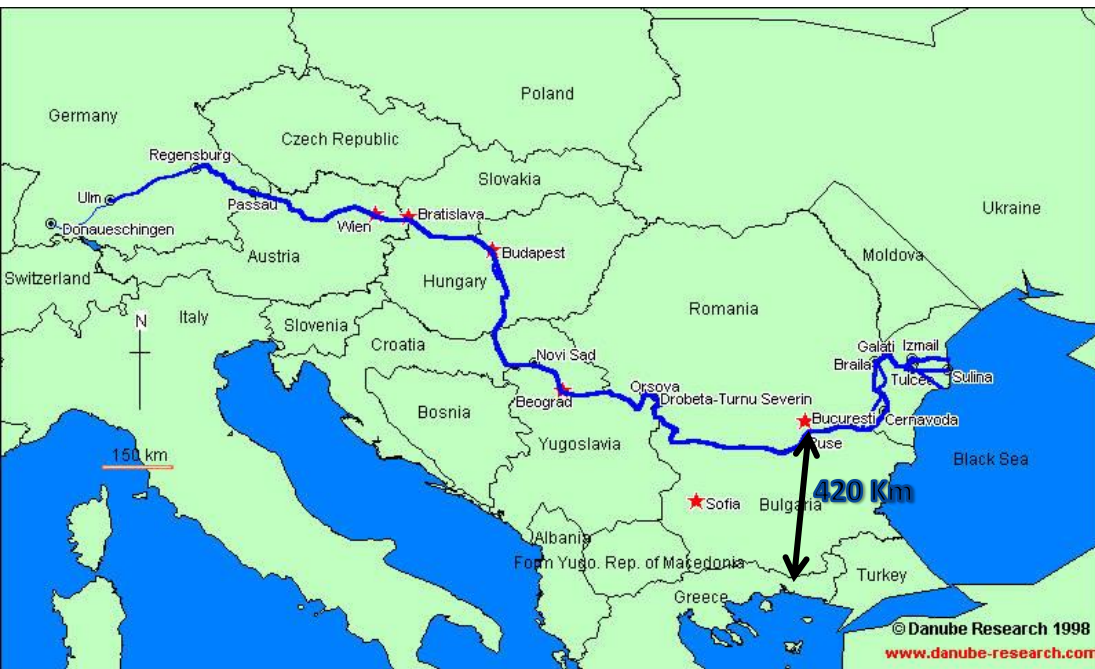 Poland
Germany
Czech Republic
Regensburg
Slovakia
Ulm
Passau
Ukraine
Donaueschingen
Wien
Bratislava
Austria
Budapest
Moldova
Switzerland
Hungary
Romania
N
Italy
Slovenia
Croatia
Novi Sad
Galati
Izmail
Braila
Tulcea
Sulina
Orsova
Beograd
Drobeta-Turnu Severin
Bosnia
Bucuresti
Cernavoda
Yugoslavia
Ruse
150 km
Black Sea
420 Km
Sofia
Bulgaria
Albania
Form Yugo. Rep. of Macedonia
Turkey
Greece
© Danube Research 1998
www.danube-research.com